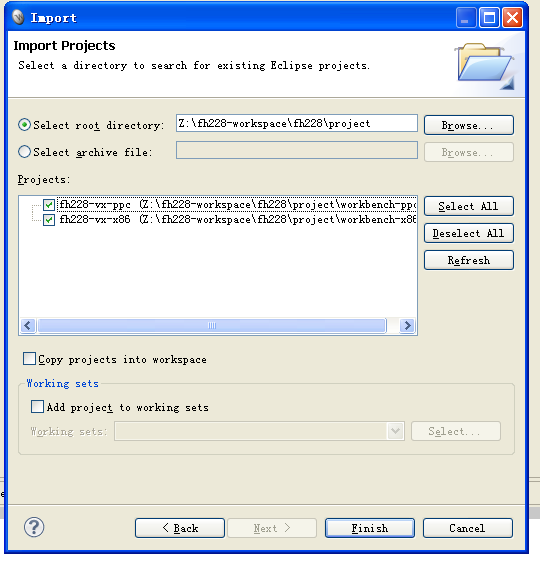 Import
Import Projects
Select a directory to search for existing Eclipse projects.
Select root directory: Z:\fh228-workspace\fh228\project Browse...
Select archive file: Browse...
Projects:
fh228-vx-ppc (Z:\fh228-workspace\fh228\project\workbench-ppc
fh228-vx-x86 (Z:\fh228-workspace\fh228\project\workbench-x86
Select All
Deselect All
Refresh
Copy projects into workspace
Working sets
Add project to working sets
Working sets: Select...
? < Back Next > Finish Cancel